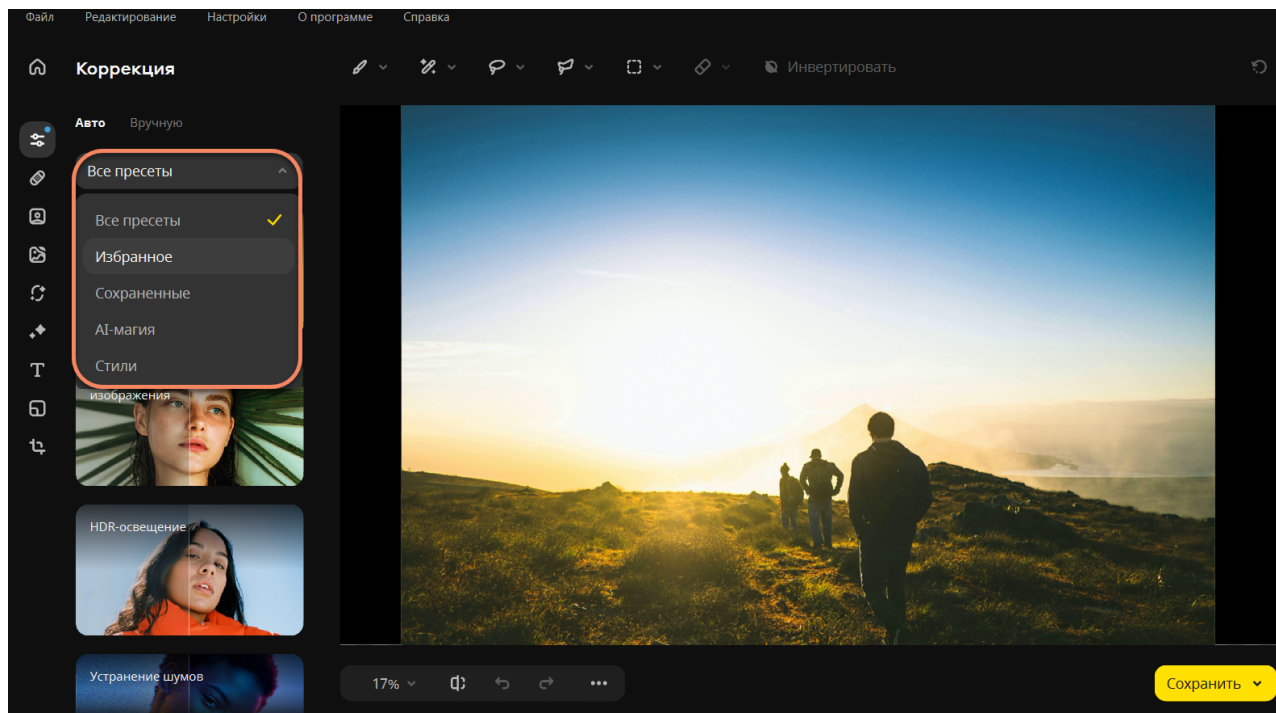 Файл Редактирование Настройки О программе Справка
Коррекция
Инвертировать
Авто Вручную
Все пресеты
Все пресеты
Избранное
Сохраненные
AI-магия
Стили
изображения
HDR-освещение
Устранение шумов
17%
Сохранить